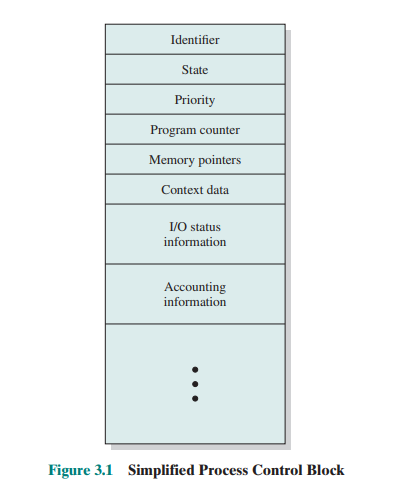 Identifier
State
Priority
Program counter
Memory pointers
Context data
I/O status
information
Accounting
information
Figure 3.1 Simplified Process Control Block